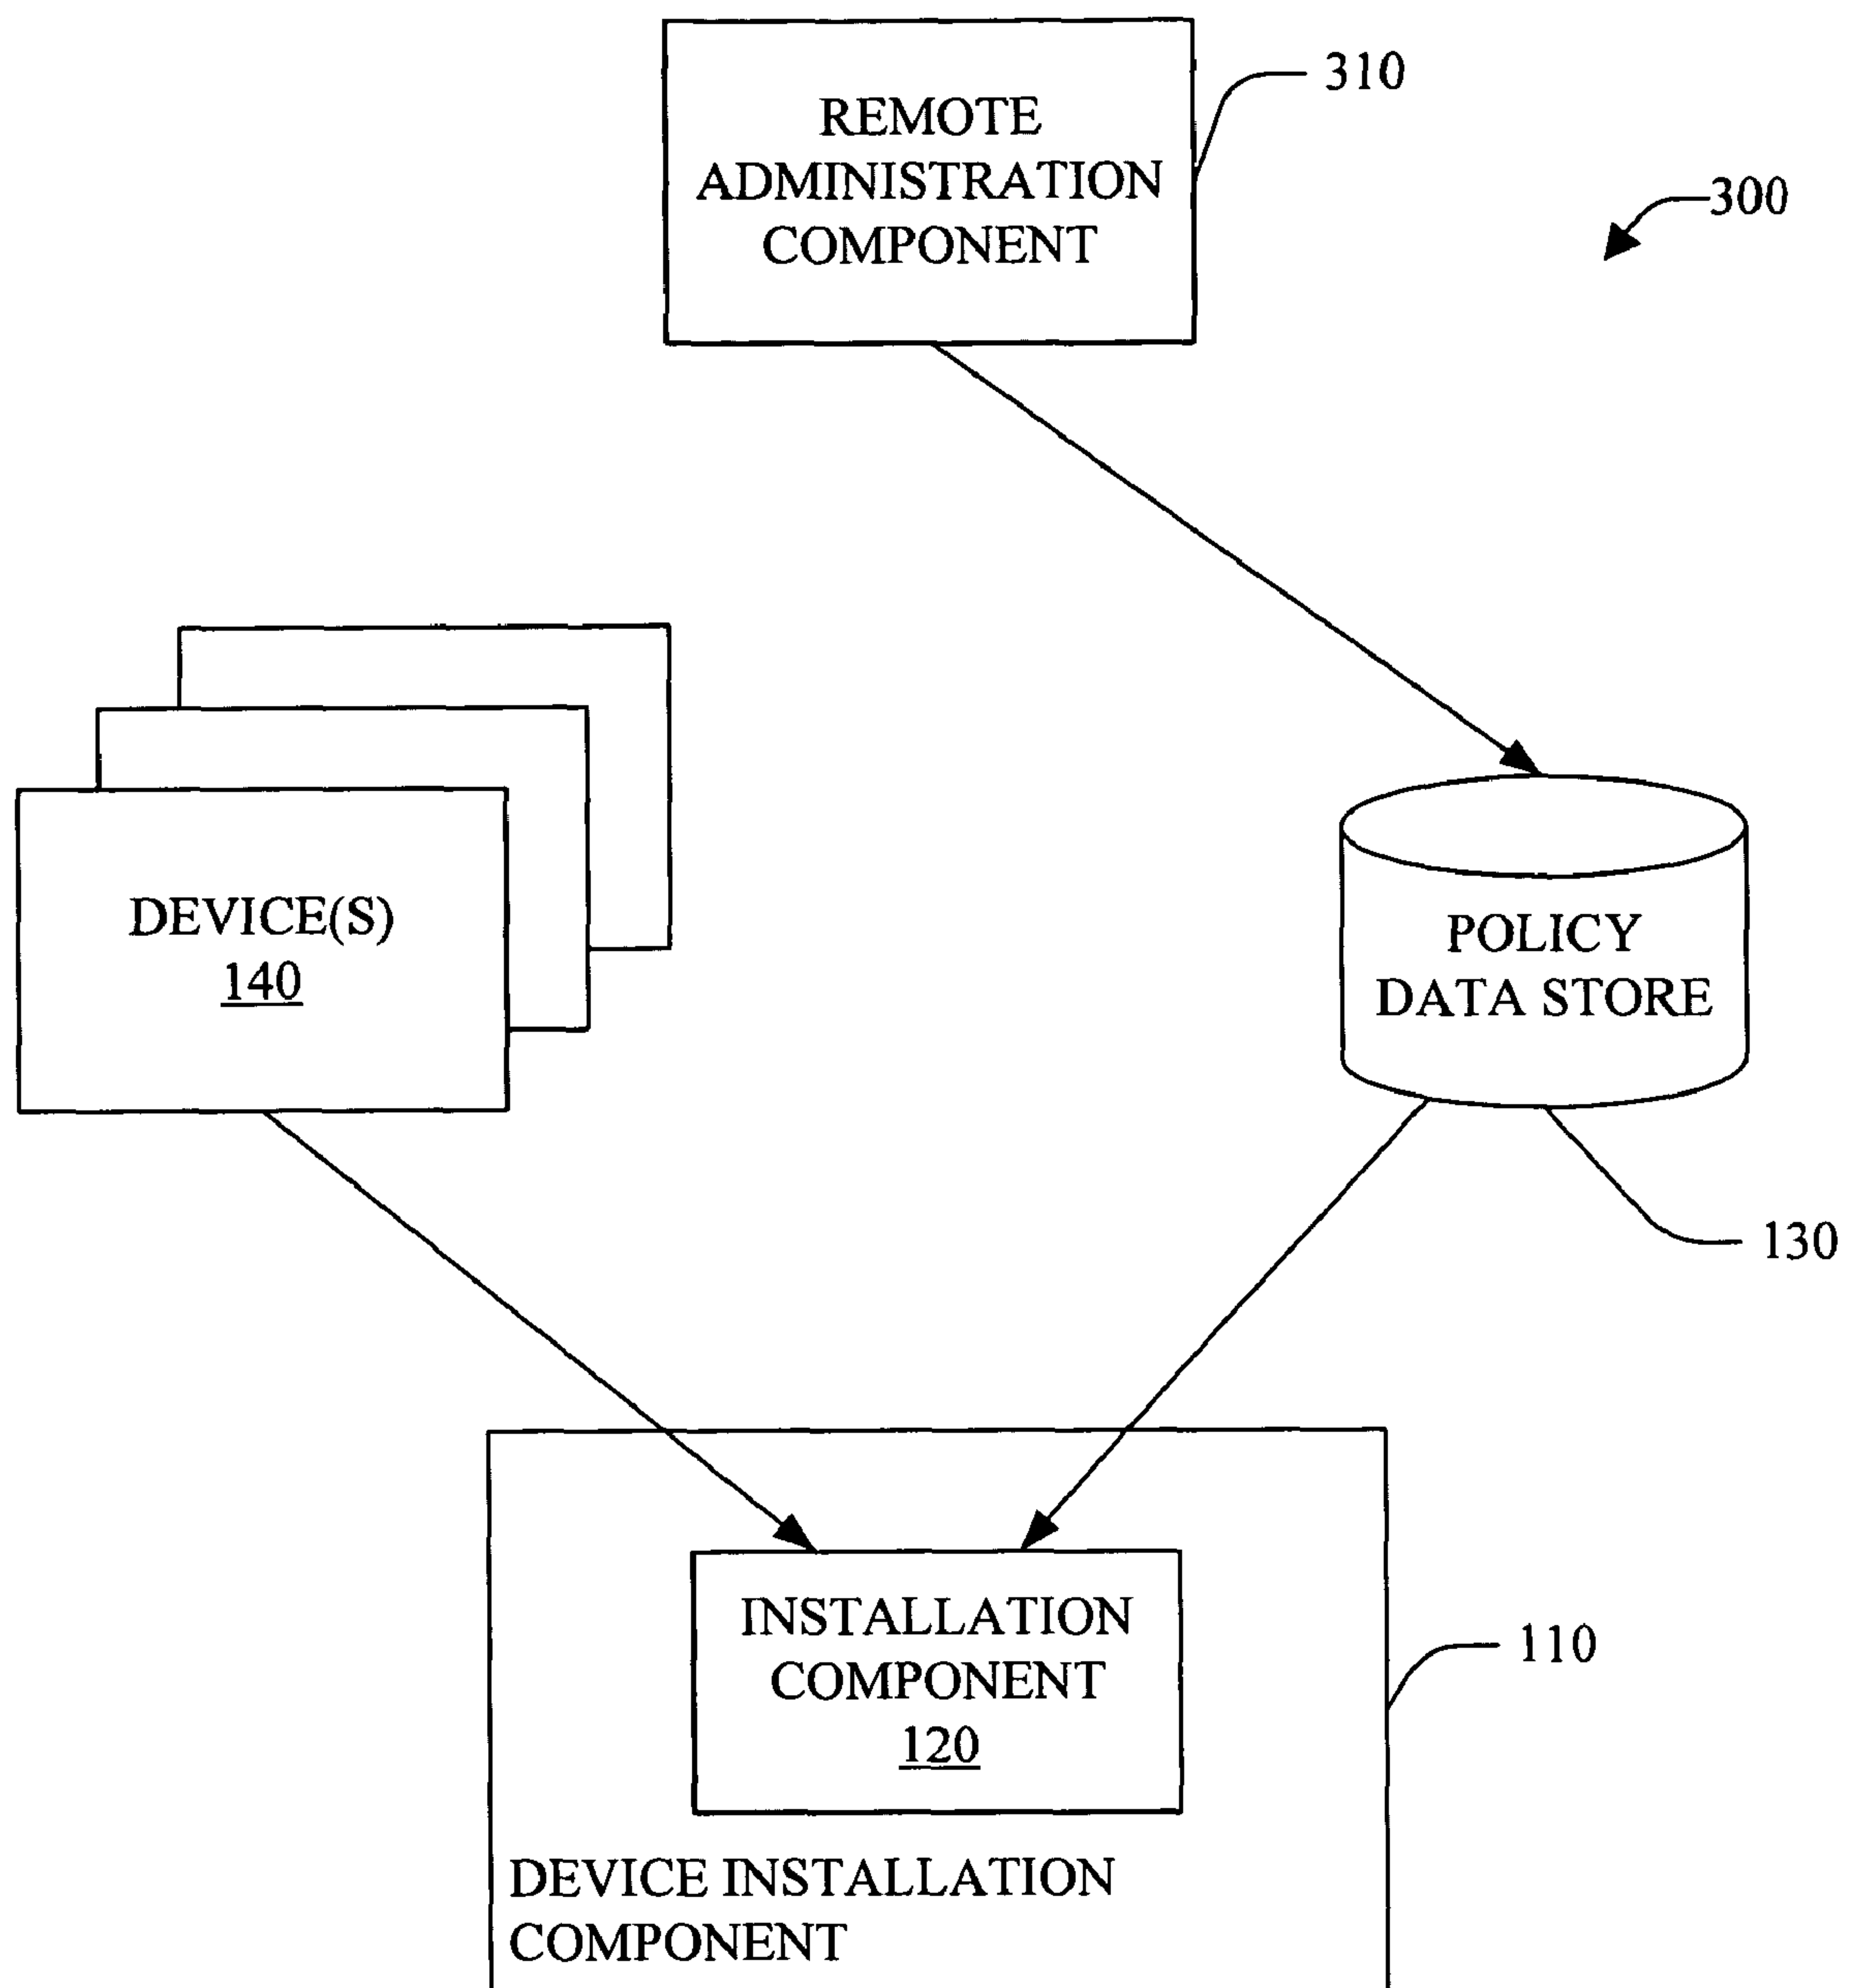 REMOTE
ADMINISTRATION
COMPONENT
310
300
DEVICE(S)
140
POLICY
DATA STORE
130
INSTALLATION
COMPONENT
120
110
DEVICE INSTALLATION
COMPONENT